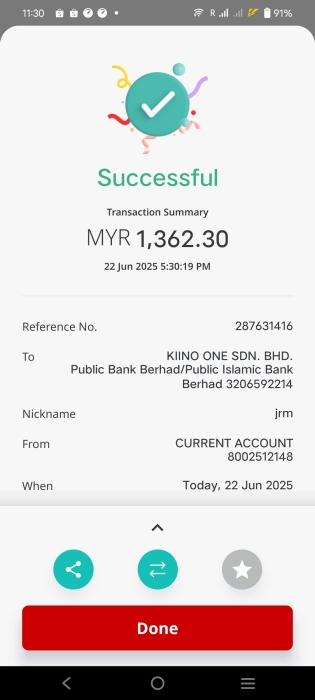 11:30
R
91%
Successful
Transaction Summary
MYR 1,362.30
22 Jun 2025 5:30:19 PM
Reference No. 287631416
To KIINO ONE SDN. BHD.
Public Bank Berhad/Public Islamic Bank
Berhad 3206592214
Nickname jrm
From CURRENT ACCOUNT
8002512148
When Today, 22 Jun 2025
Done